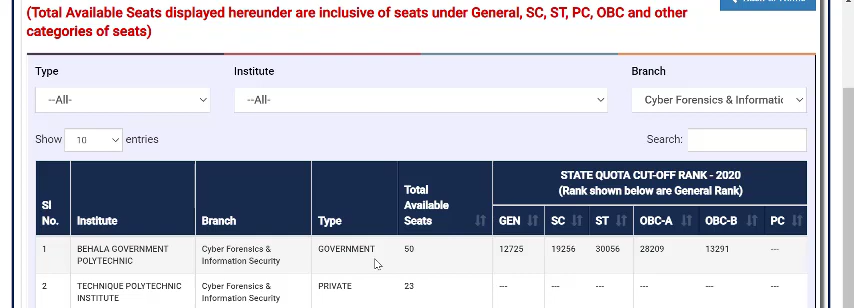 (Total Available Seats displayed hereunder are inclusive of seats under General, SC, ST, PC, OBC and other
categories of seats)
Type Institute Branch
--All- --All- Cyber Forensics & Informatic
Show 10 entries Search:
Sl No. Institute Branch Type Total Available Seats STATE QUOTA CUT-OFF RANK - 2020
(Rank shown below are General Rank)
GEN SC ST OBC-A OBC-B PC
1 BEHALA GOVERNMENT Cyber Forensics & GOVERNMENT 50 12725 19256 30056 28209 13291 ---
POLYTECHNIC Information Security
2 TECHNIQUE POLYTECHNIC Cyber Forensics & PRIVATE 23 --- --- --- --- --- ---
INSTITUTE Information Security